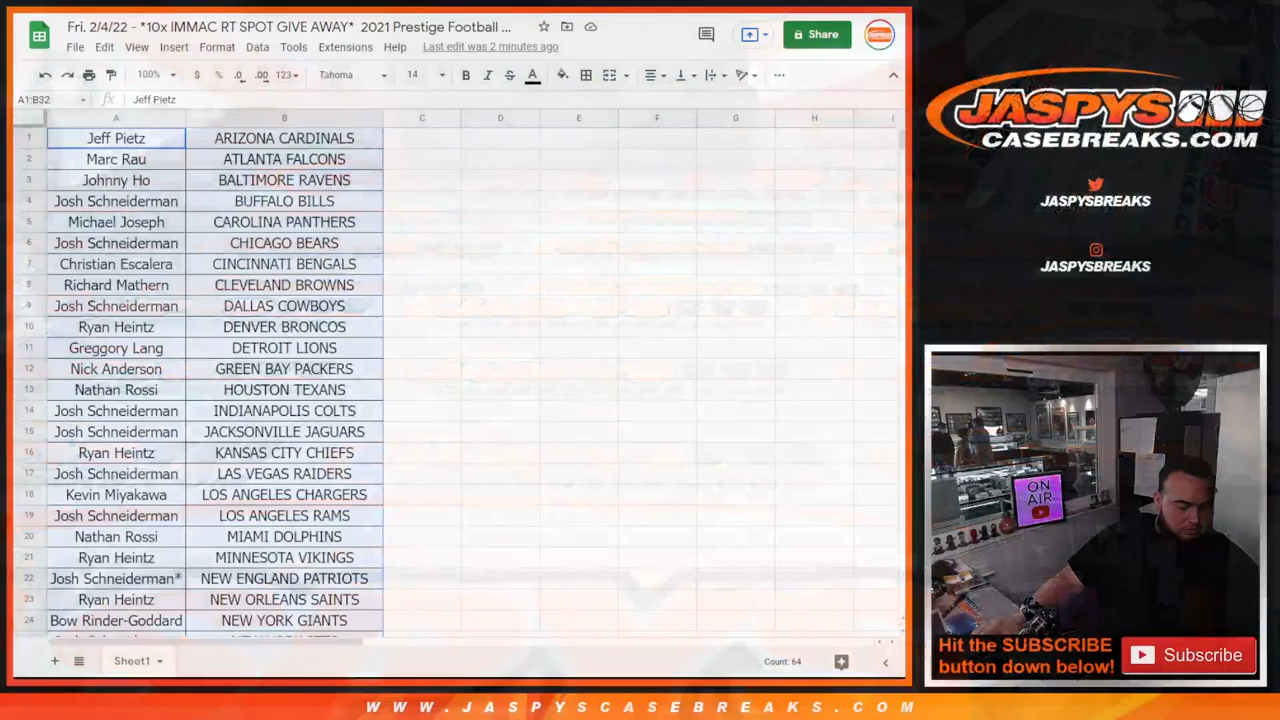 Fri. 2/4/22 - *10x IMMAC RT SPOT GIVE AWAY* 2021 Prestige Football ...
File Edit View Insert Format Data Tools Extensions Help Last edit was 2 minutes ago
Share
100% $ % .0 .00 123 Tahoma 14 B I S A
A1:B32 fx Jeff Pietz
A B C D E F G H I
1 Jeff Pietz ARIZONA CARDINALS
2 Marc Rau ATLANTA FALCONS
3 Johnny Ho BALTIMORE RAVENS
4 Josh Schneiderman BUFFALO BILLS
5 Michael Joseph CAROLINA PANTHERS
6 Josh Schneiderman CHICAGO BEARS
7 Christian Escalera CINCINNATI BENGALS
8 Richard Mathern CLEVELAND BROWNS
9 Josh Schneiderman DALLAS COWBOYS
10 Ryan Heintz DENVER BRONCOS
11 Greggory Lang DETROIT LIONS
12 Nick Anderson GREEN BAY PACKERS
13 Nathan Rossi HOUSTON TEXANS
14 Josh Schneiderman INDIANAPOLIS COLTS
15 Josh Schneiderman JACKSONVILLE JAGUARS
16 Ryan Heintz KANSAS CITY CHIEFS
17 Josh Schneiderman LAS VEGAS RAIDERS
18 Kevin Miyakawa LOS ANGELES CHARGERS
19 Josh Schneiderman LOS ANGELES RAMS
20 Nathan Rossi MIAMI DOLPHINS
21 Ryan Heintz MINNESOTA VIKINGS
22 Josh Schneiderman* NEW ENGLAND PATRIOTS
23 Ryan Heintz NEW ORLEANS SAINTS
24 Bow Rinder-Goddard NEW YORK GIANTS
Sheet1
Count: 64
JASPYS
CASEBREAKS.COM
JASPYSBREAKS
JASPYSBREAKS
ON
AIR
Hit the SUBSCRIBE
button down below!
Subscribe
WWW.JASPYSCASEBREAKS.COM